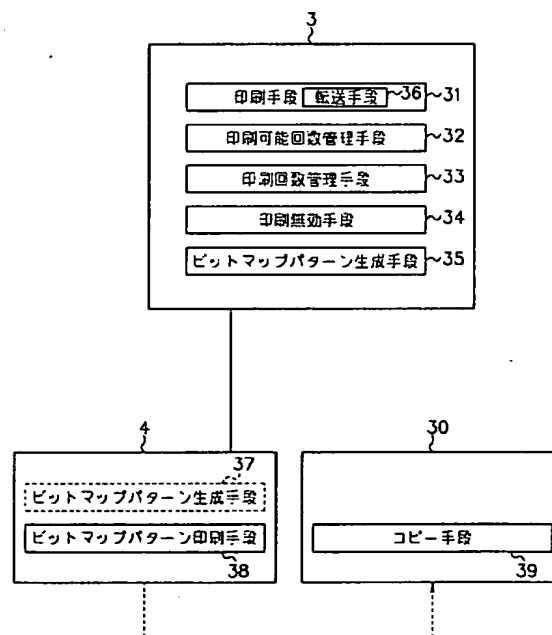 3
印刷手段 転送手段 36 31
印刷可能回数管理手段 32
印刷回数管理手段 33
印刷無効手段 34
ビットマップパターン生成手段 35
4
37
ビットマップパターン生成手段
ビットマップパターン印刷手段
38
30
コピー手段
39